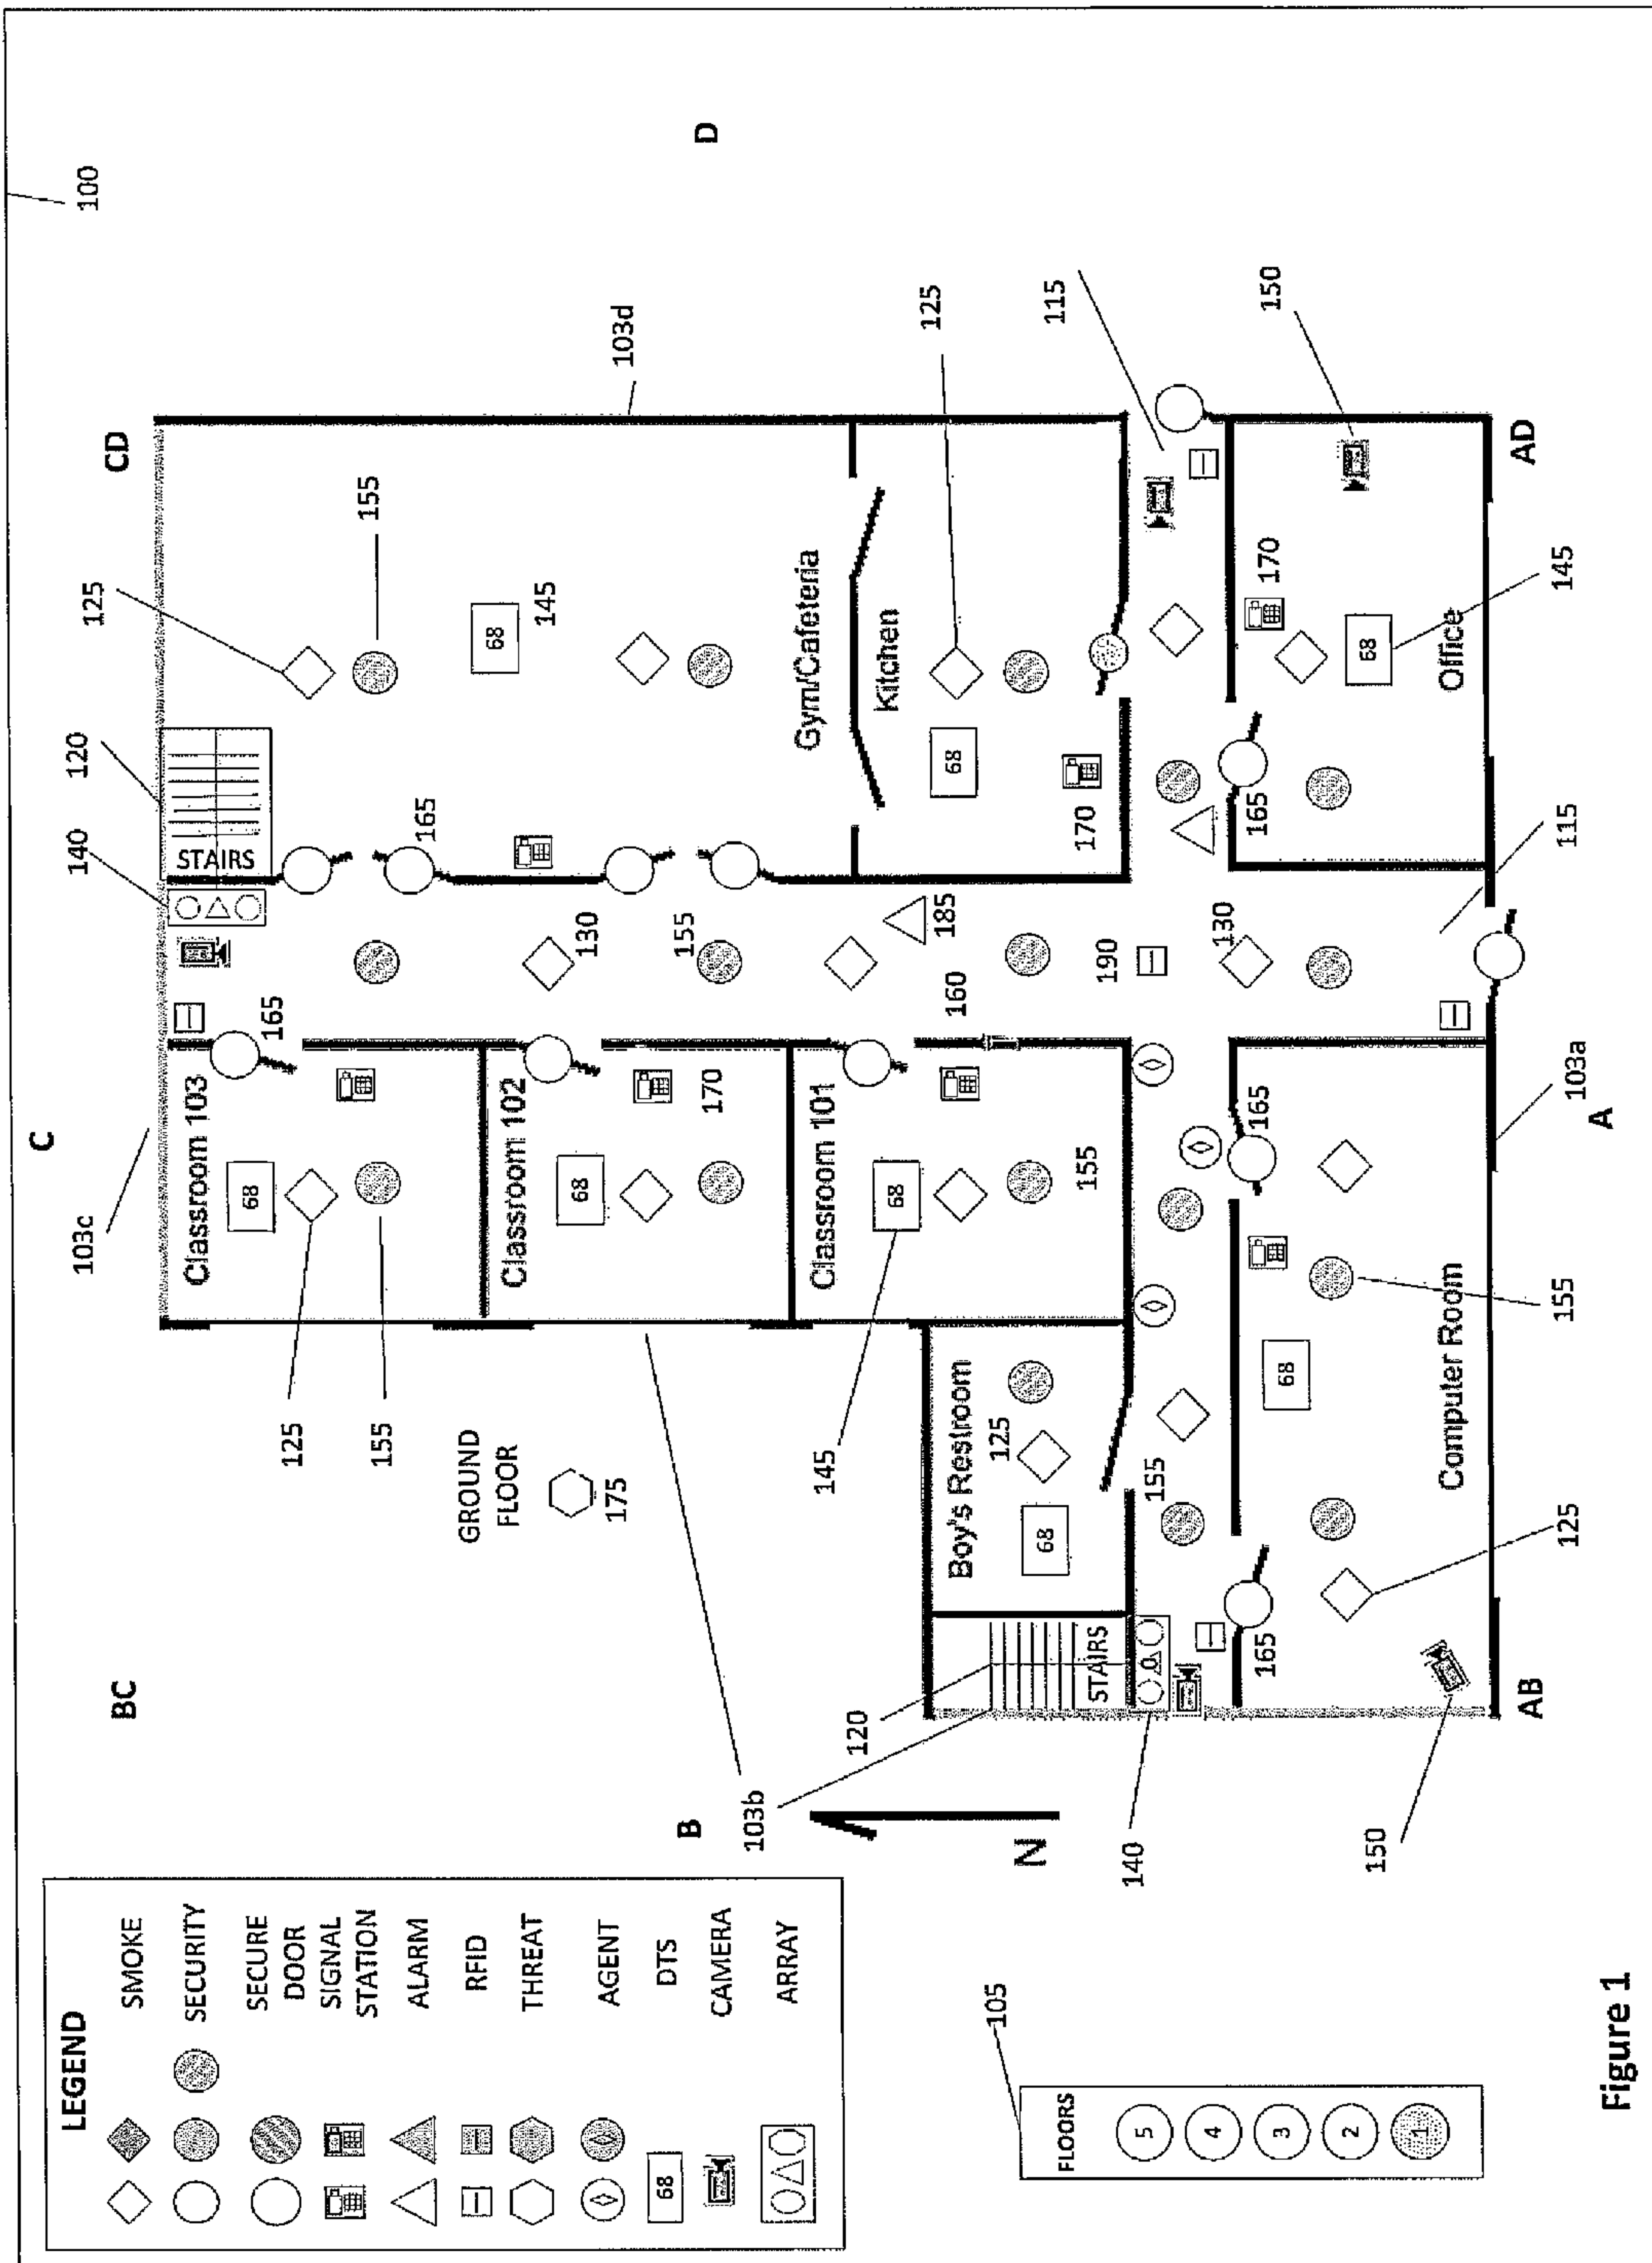 100
LEGEND
SMOKE
SECURITY
SECURE
DOOR
SIGNAL
STATION
ALARM
RFID
THREAT
AGENT
68
DTS
CAMERA
ARRAY
FLOORS
5
4
3
2
1
105
BC
C
CD
B
D
AB
A
AD
N
103c
103b
103d
103a
GROUND
FLOOR
175
125
155
Classroom 103
68
165
Classroom 102
68
170
Classroom 101
68
155
145
140
120
STAIRS
125
155
165
145
130
155
185
160
190
130
Gym/Cafeteria
Kitchen
68
125
170
115
150
68
170
165
145
Office
68
115
Boy's Restroom
125
68
155
STAIRS
120
140
0
165
165
68
155
Computer Room
125
150
Figure 1